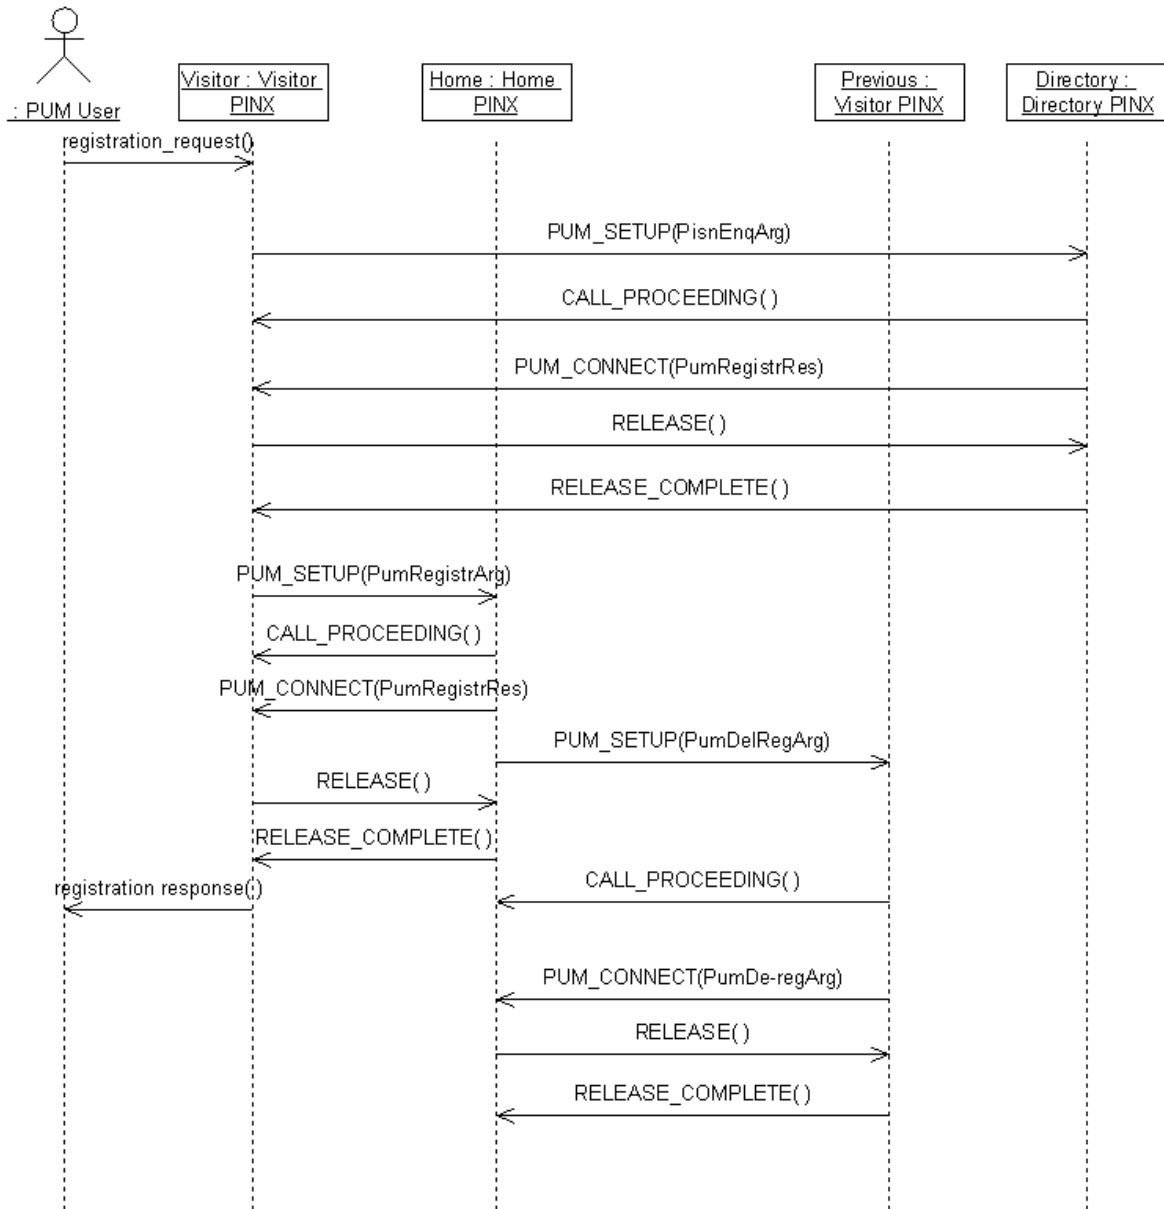 : PUM User
Visitor : Visitor
PINX
Home : Home
PINX
Previous :
Visitor PINX
Directory :
Directory PINX
registration_request()
PUM_SETUP(PisnEnqArg)
CALL_PROCEEDING( )
PUM_CONNECT(PumRegistrRes)
RELEASE( )
RELEASE_COMPLETE( )
PUM_SETUP(PumRegistrArg)
CALL_PROCEEDING( )
PUM_CONNECT(PumRegistrRes)
PUM_SETUP(PumDelRegArg)
RELEASE( )
RELEASE_COMPLETE( )
CALL_PROCEEDING( )
registration response( )
PUM_CONNECT(PumDe-regArg)
RELEASE( )
RELEASE_COMPLETE( )